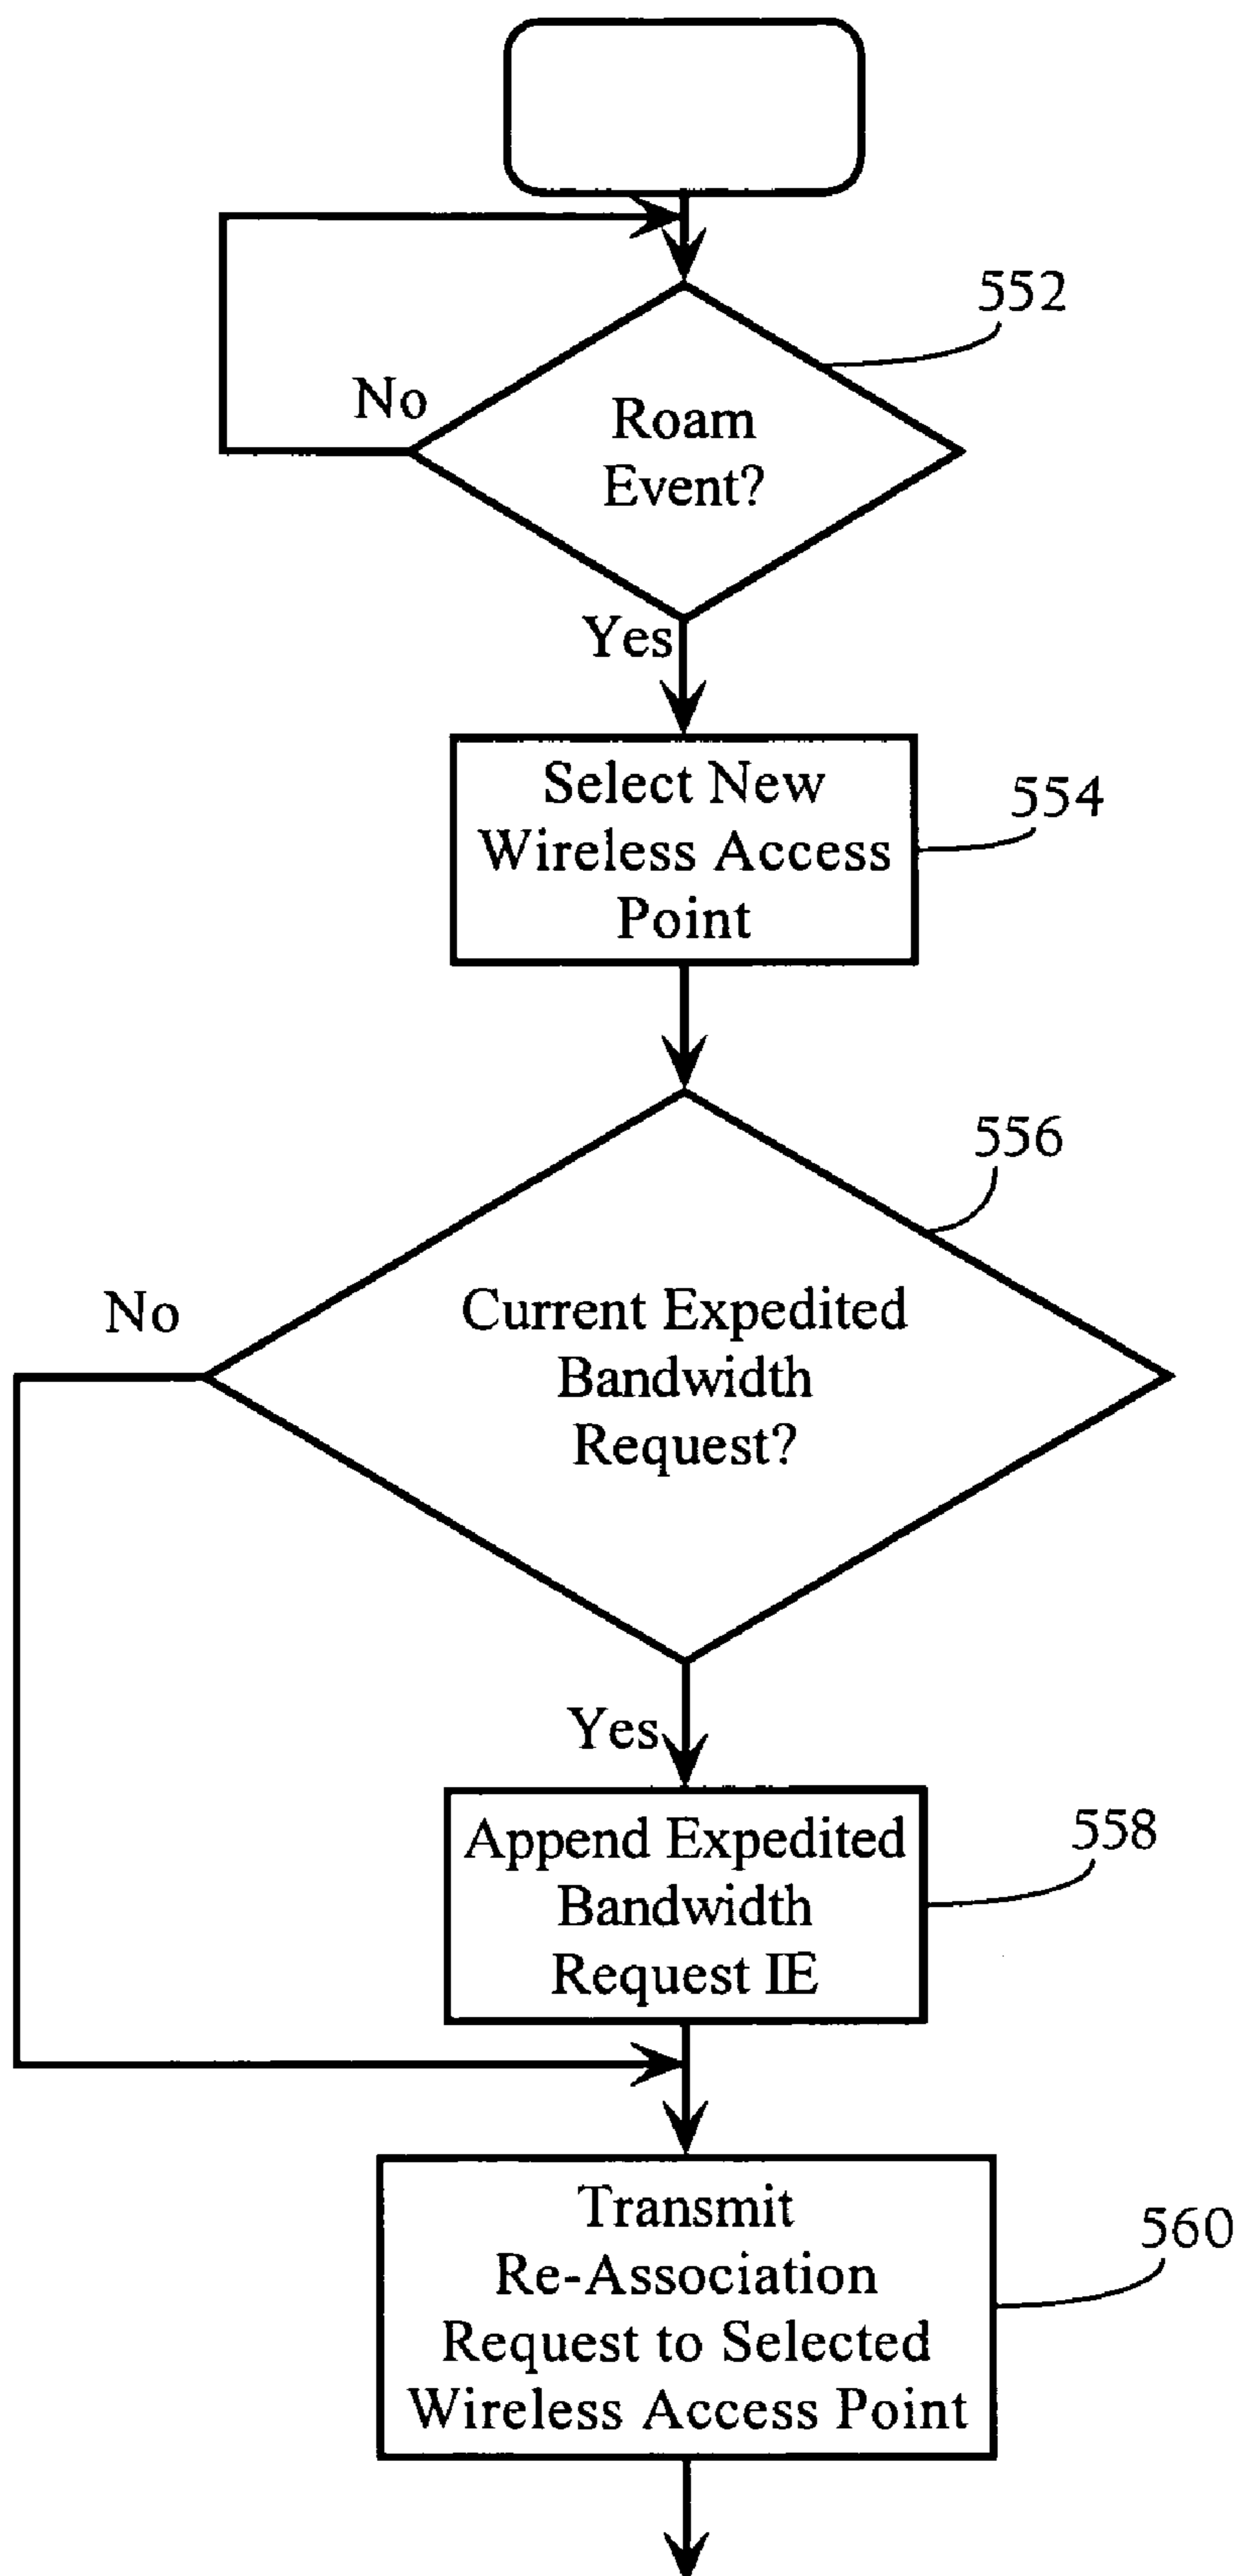 552
No
Roam
Event?
Yes
Select New
Wireless Access
Point
554
556
No
Current Expedited
Bandwidth
Request?
Yes
Append Expedited
Bandwidth
Request IE
558
Transmit
Re-Association
Request to Selected
Wireless Access Point
560